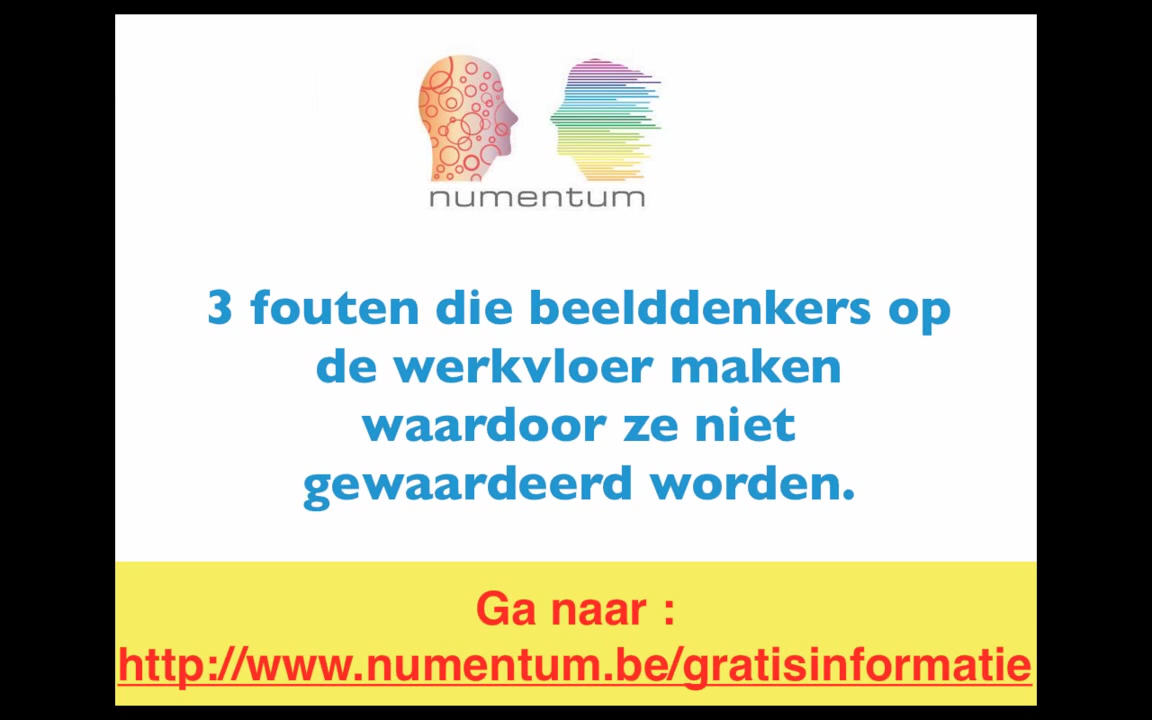 numentum
3 fouten die beelddenkers op
de werkvloer maken
waardoor ze niet
gewaardeerd worden.
Ga naar :
http://www.numentum.be/gratisinformatie